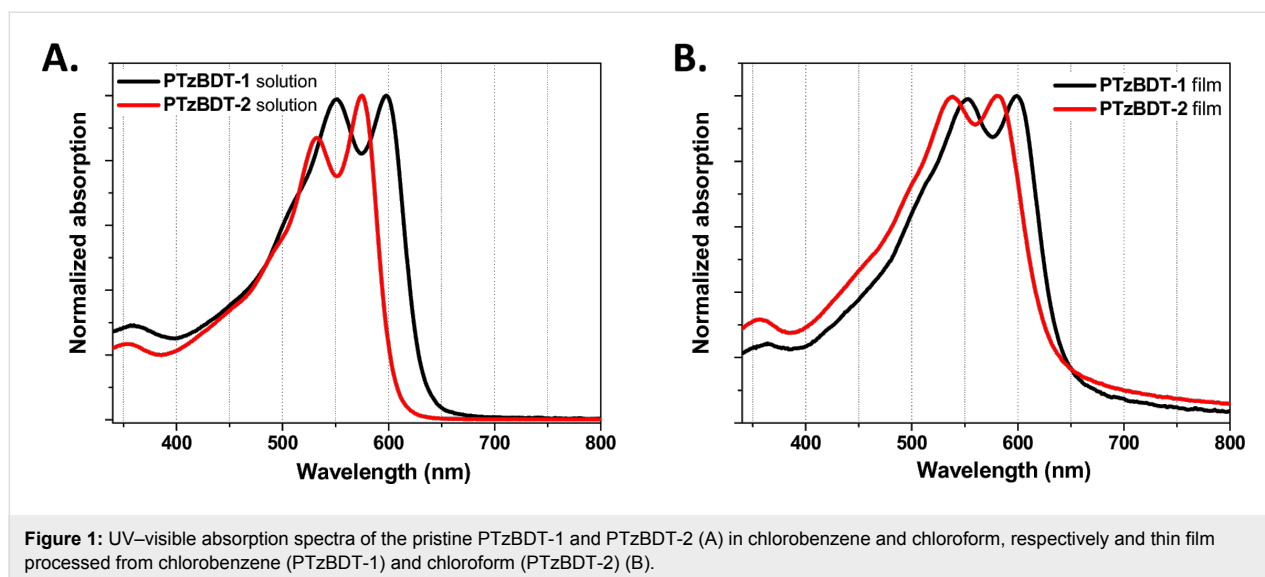 A.
PTzBDT-1 solution
PTzBDT-2 solution
Normalized absorption
400 500 600 700 800
Wavelength (nm)
B.
PTzBDT-1 film
PTzBDT-2 film
Normalized absorption
400 500 600 700 800
Wavelength (nm)
Figure 1: UV–visible absorption spectra of the pristine PTzBDT-1 and PTzBDT-2 (A) in chlorobenzene and chloroform, respectively and thin film
processed from chlorobenzene (PTzBDT-1) and chloroform (PTzBDT-2) (B).